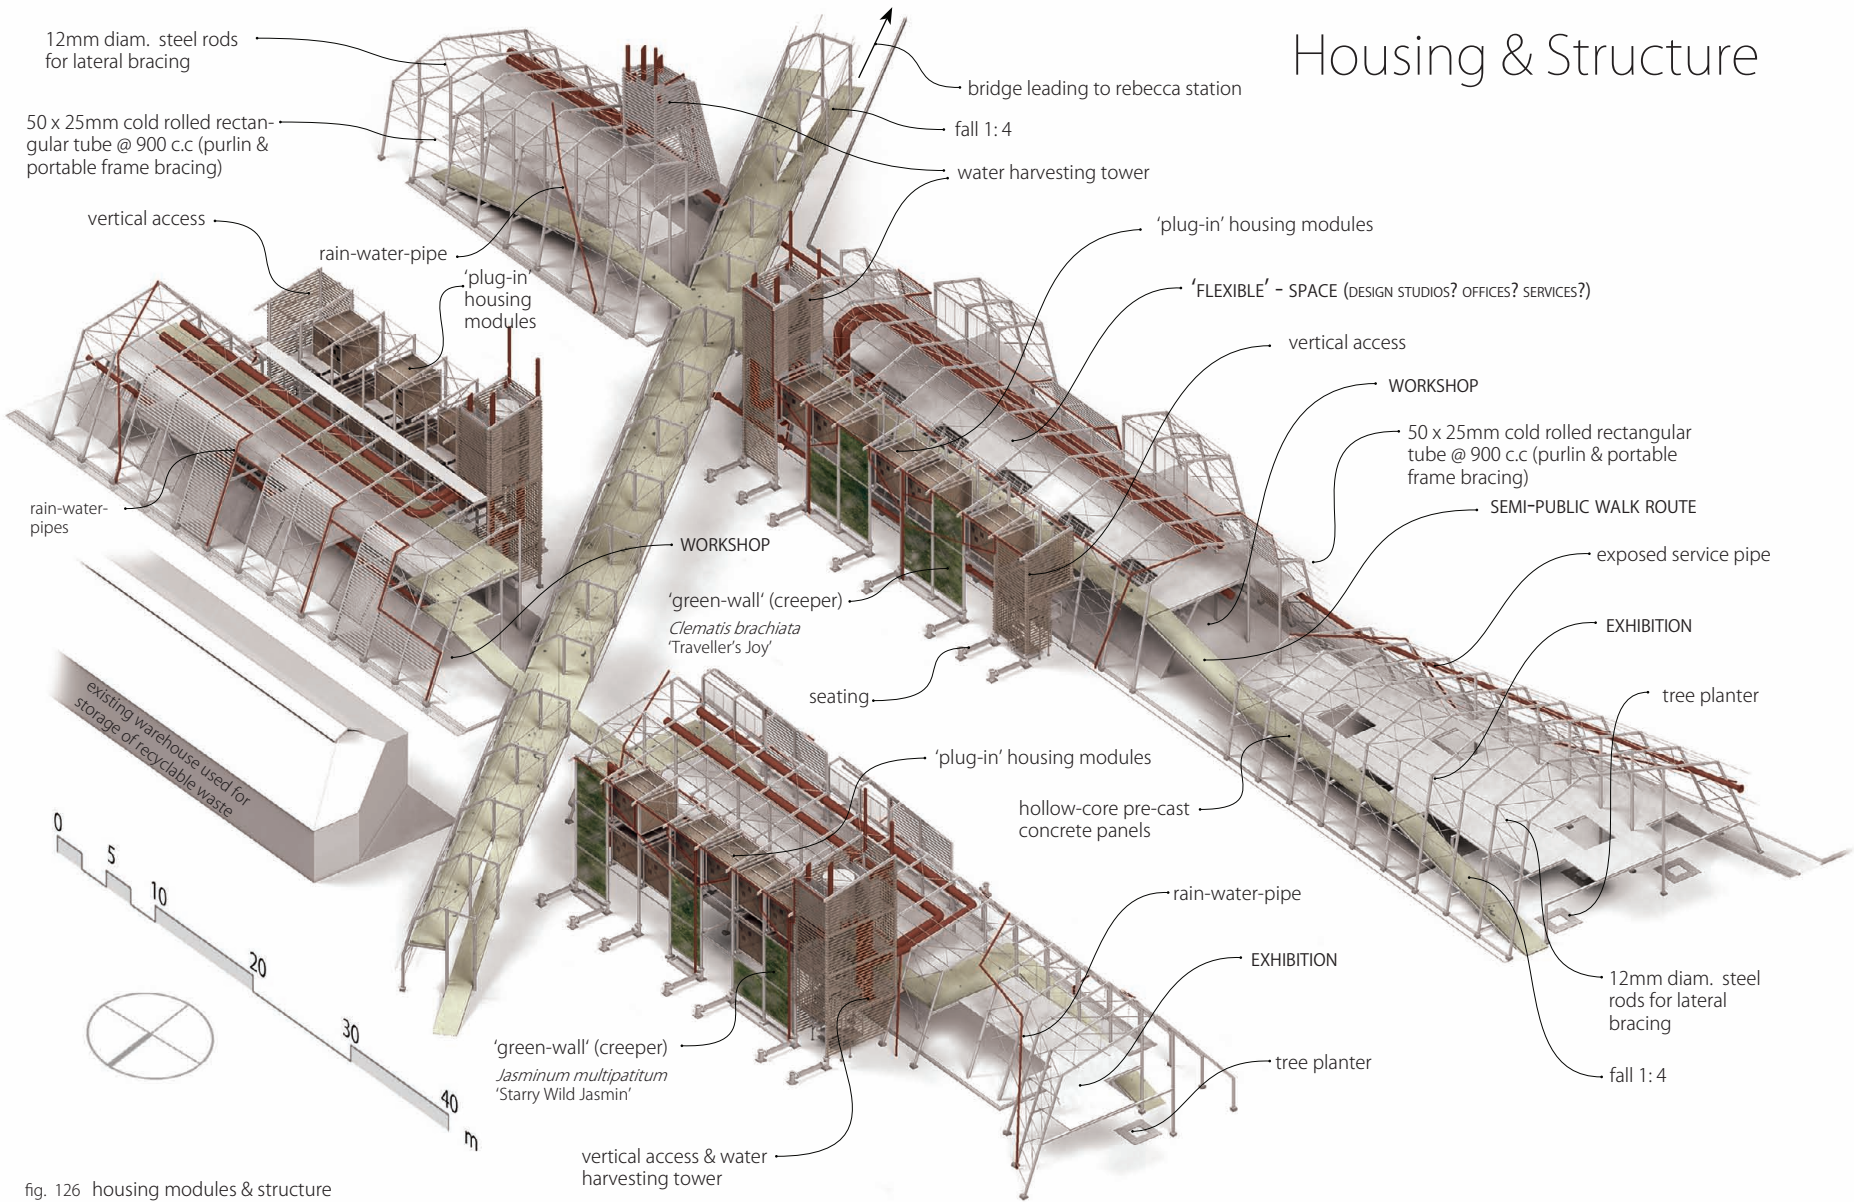 Housing & Structure
12mm diam. steel rods
for lateral bracing
50 x 25mm cold rolled rectan-
gular tube @ 900 c.c (purlin &
portable frame bracing)
vertical access
rain-water-pipe
'plug-in'
housing
modules
bridge leading to rebecca station
fall 1: 4
water harvesting tower
'plug-in' housing modules
'FLEXIBLE' - SPACE (DESIGN STUDIOS? OFFICES? SERVICES?)
vertical access
WORKSHOP
50 x 25mm cold rolled rectangular
tube @ 900 c.c (purlin & portable
frame bracing)
SEMI-PUBLIC WALK ROUTE
exposed service pipe
EXHIBITION
tree planter
rain-water-
pipes
WORKSHOP
'green-wall' (creeper)
Clematis brachiata
'Traveller's Joy'
seating
existing warehouse used for
storage of recyclable waste
'plug-in' housing modules
hollow-core pre-cast
concrete panels
rain-water-pipe
EXHIBITION
12mm diam. steel
rods for lateral
bracing
fall 1: 4
tree planter
'green-wall' (creeper)
Jasminum multipatitum
'Starry Wild Jasmin'
vertical access & water
harvesting tower
0
5
10
20
30
40
m
fig. 126 housing modules & structure